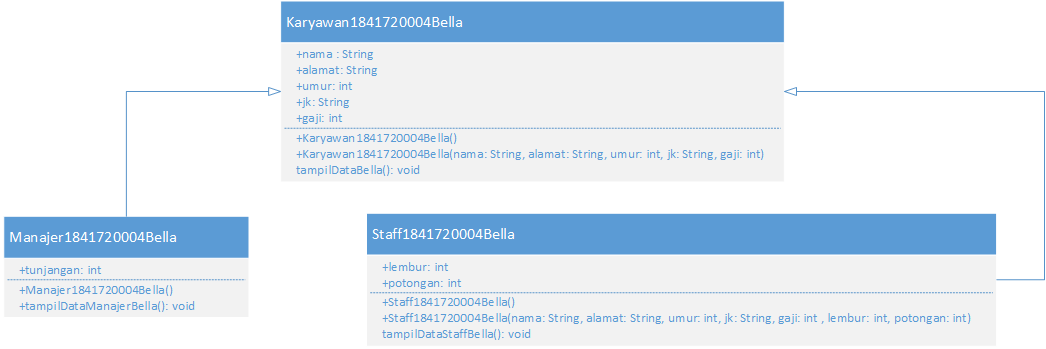 Karyawan1841720004Bella
+nama : String
+alamat: String
+umur: int
+jk: String
+gaji: int
+Karyawan1841720004Bella()
+Karyawan1841720004Bella(nama: String, alamat: String, umur: int, jk: String, gaji: int)
tampilDataBella(): void
Manajer1841720004Bella
+tunjangan: int
+Manajer1841720004Bella()
+tampilDataManajerBella(): void
Staff1841720004Bella
+lembur: int
+potongan: int
+Staff1841720004Bella()
+Staff1841720004Bella(nama: String, alamat: String, umur: int, jk: String, gaji: int , lembur: int, potongan: int)
tampilDataStaffBella(): void